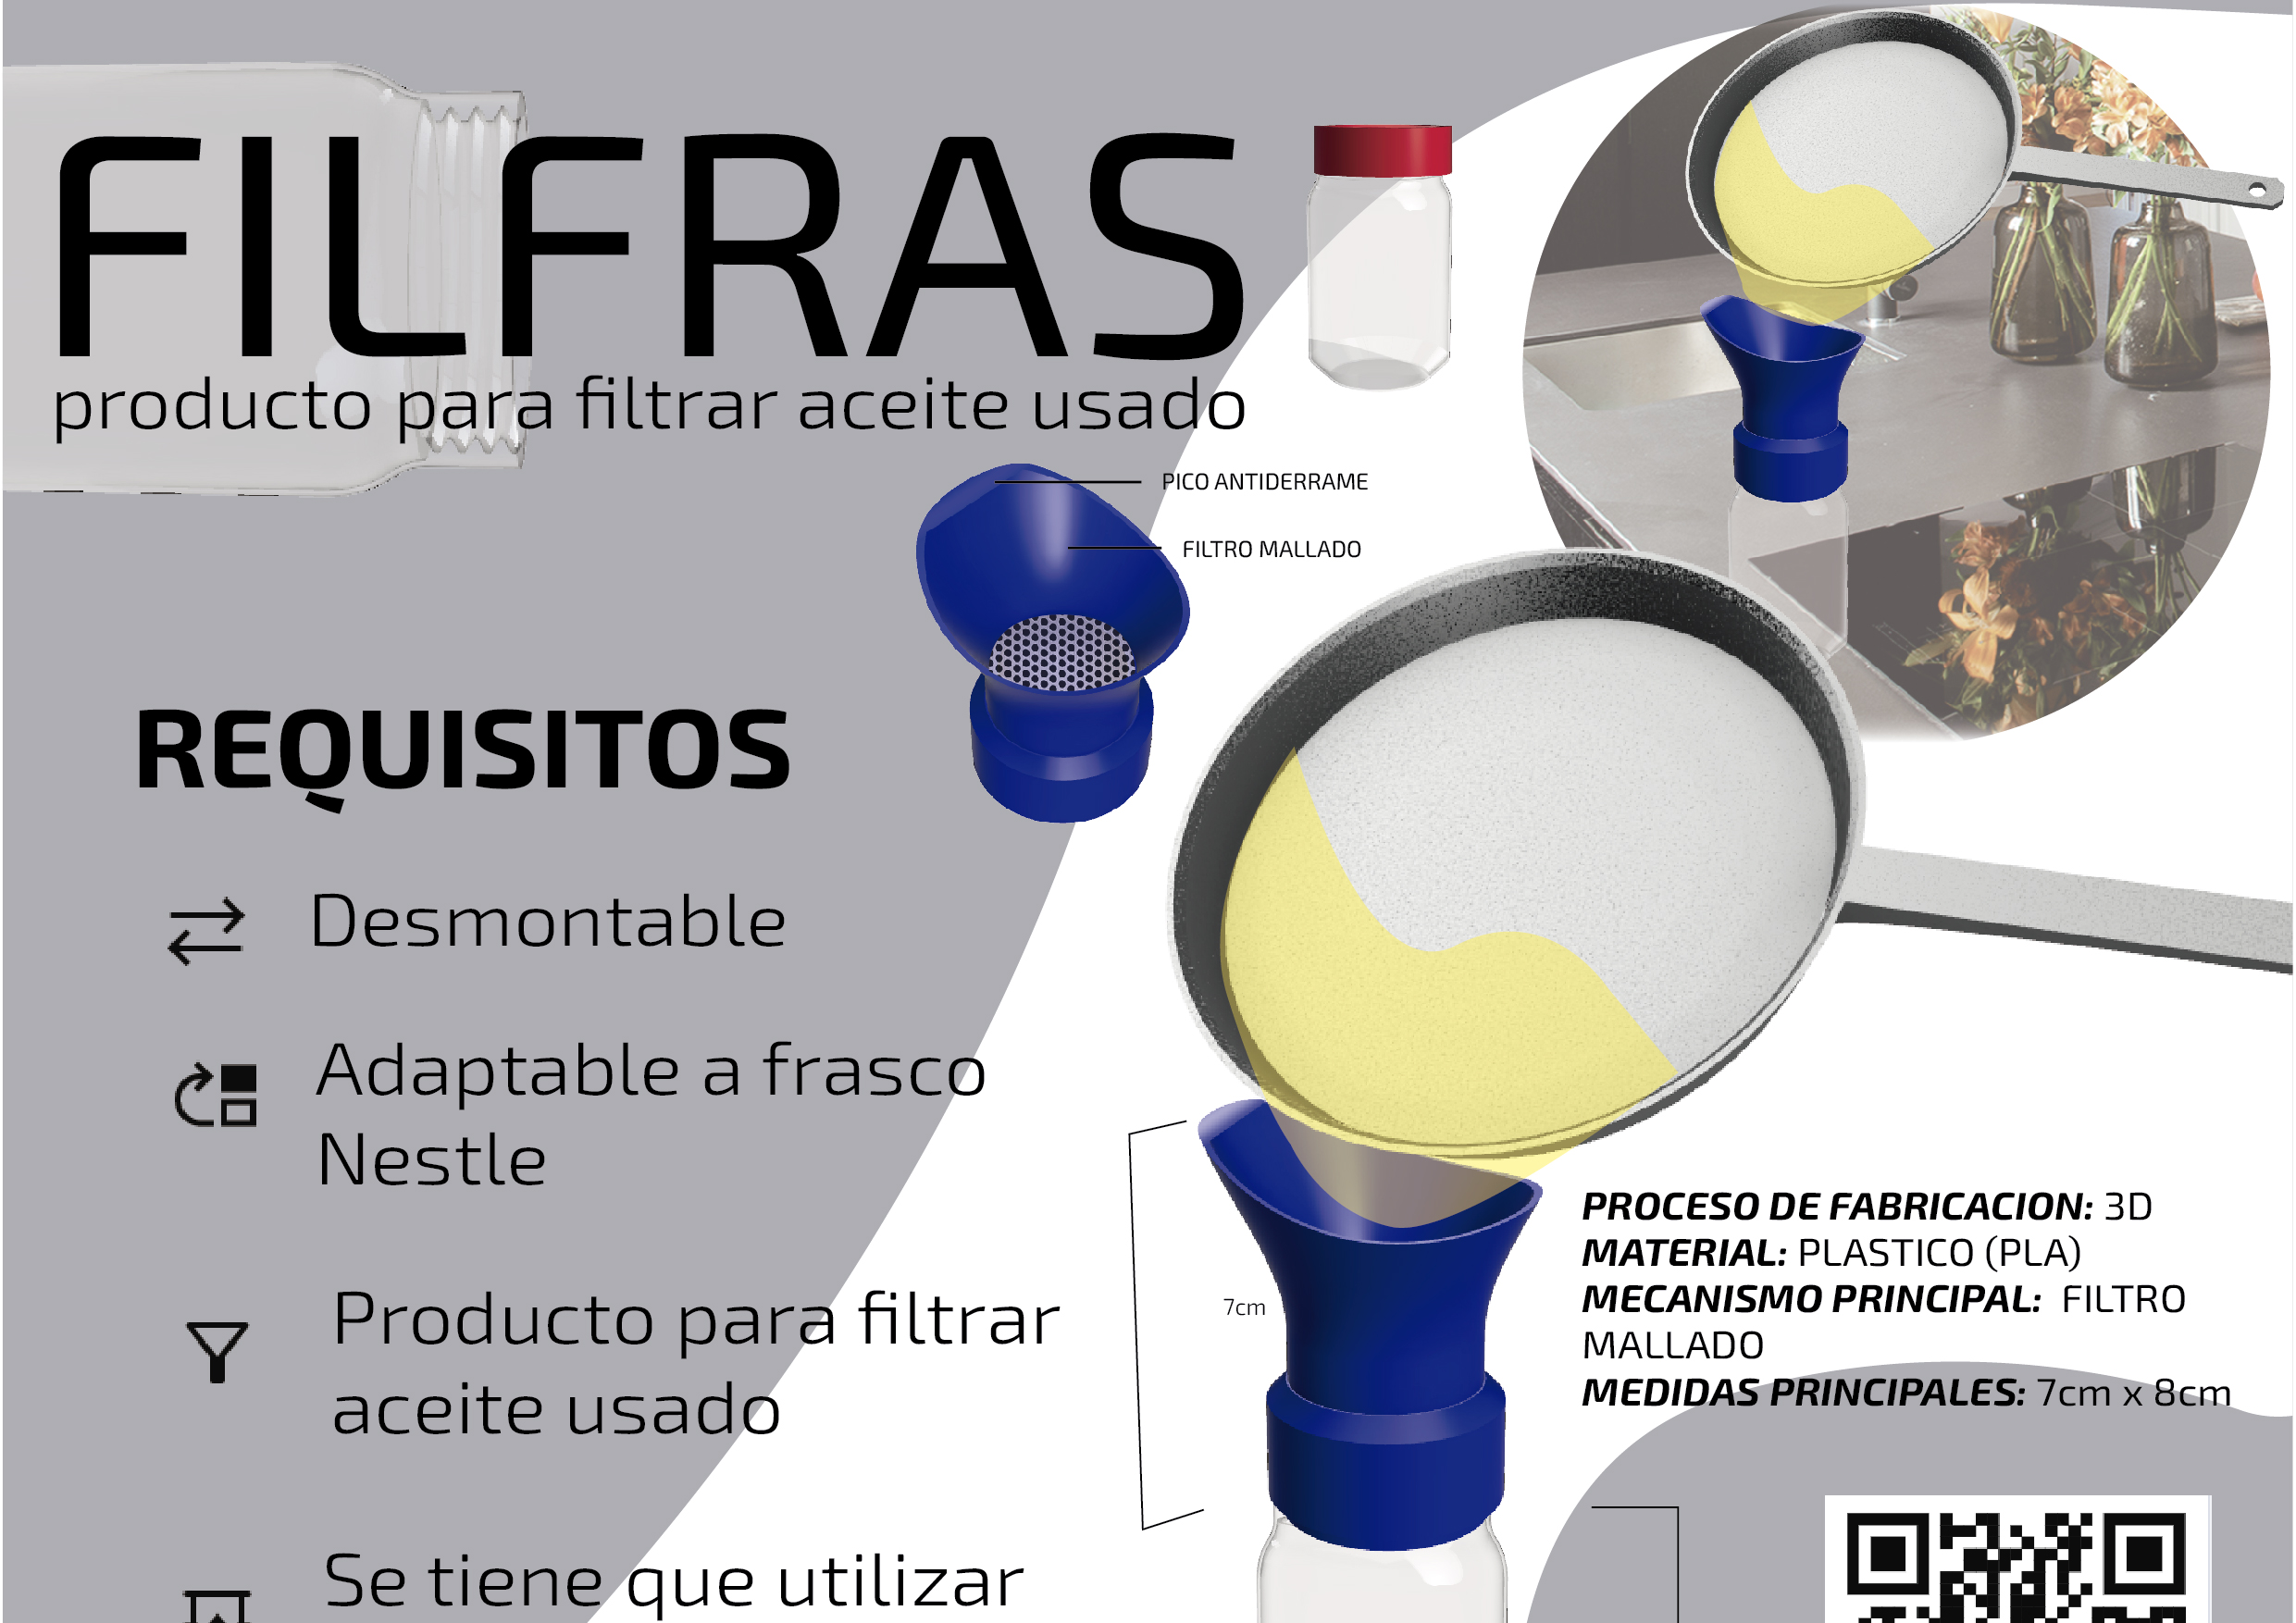 FILFRAS
producto para filtrar aceite usado
PICO ANTIDERRAME
FILTRO MALLADO
REQUISITOS
Desmontable
Adaptable a frasco
Nestle
Producto para filtrar
aceite usado
Se tiene que utilizar
7cm
PROCESO DE FABRICACION: 3D
MATERIAL: PLASTICO (PLA)
MECANISMO PRINCIPAL: FILTRO
MALLADO
MEDIDAS PRINCIPALES: 7cm x 8cm